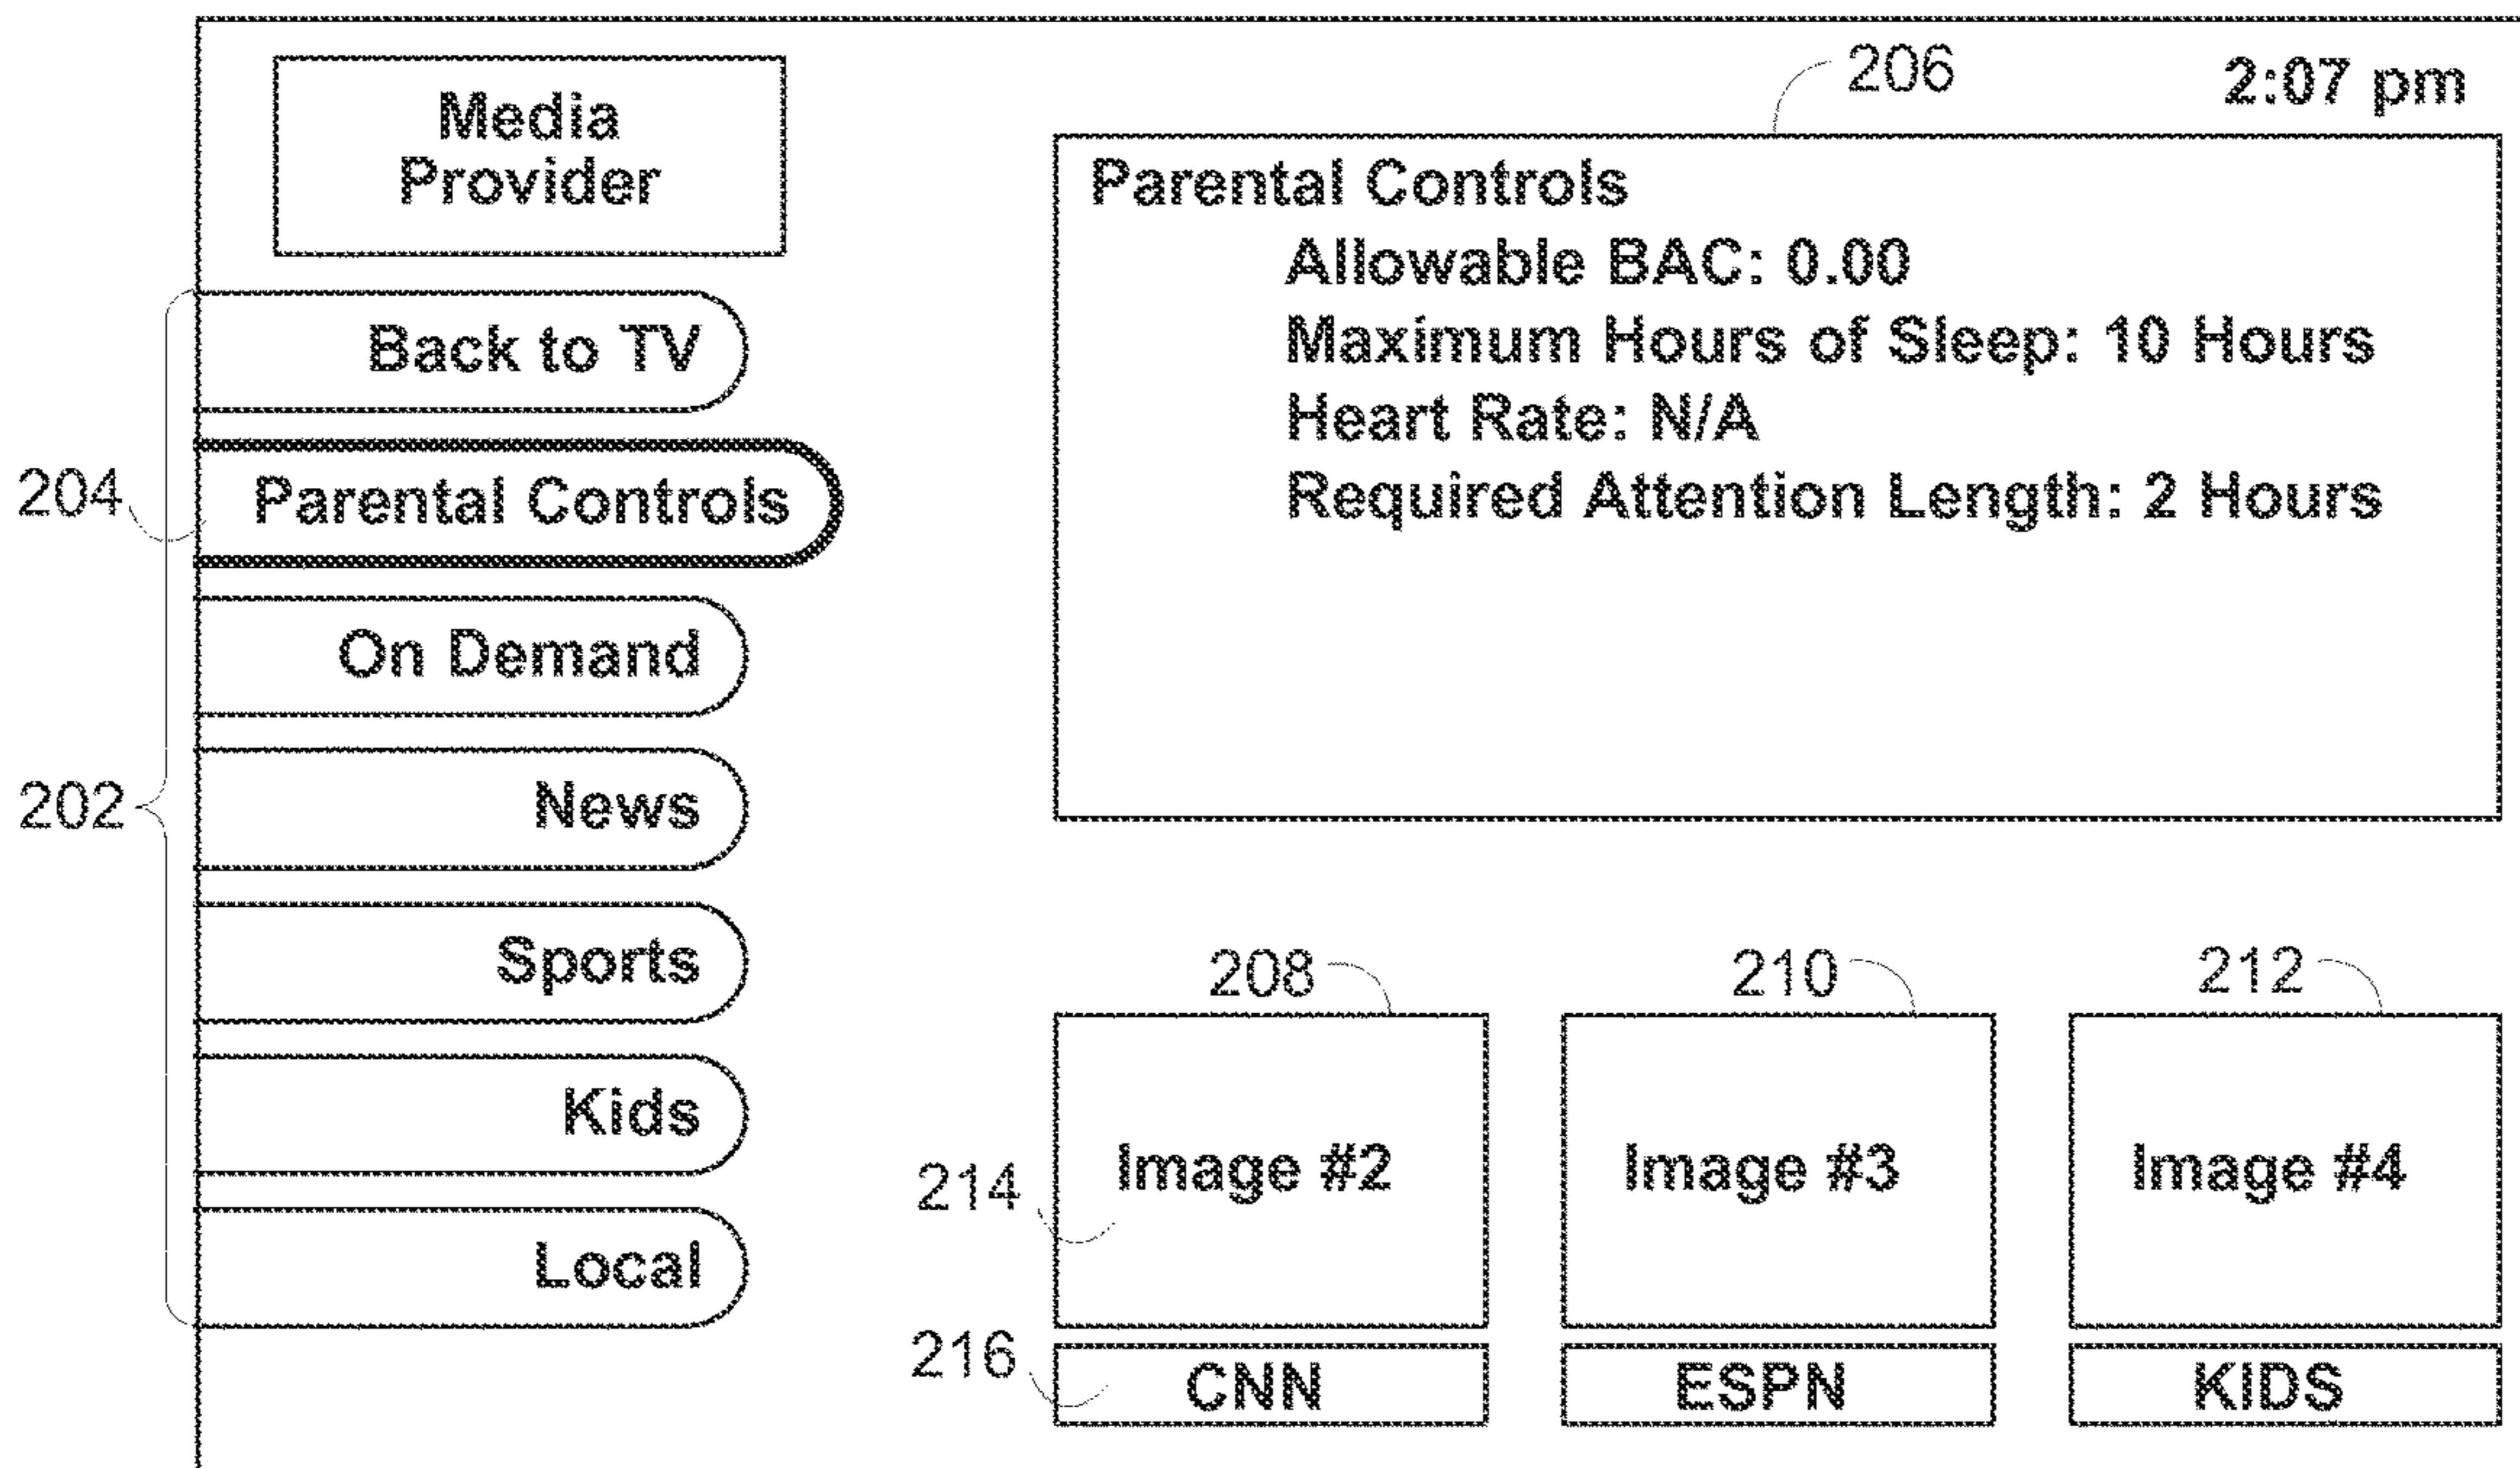 206
2:07 pm
Media
Provider
Parental Controls
Allowable BAC: 0.00
Maximum Hours of Sleep: 10 Hours
Heart Rate: N/A
Required Attention Length: 2 Hours
Back to TV
204
Parental Controls
On Demand
202
News
Sports
Kids
Local
208
210
212
Image #2
Image #3
Image #4
214
216
CNN
ESPN
KIDS